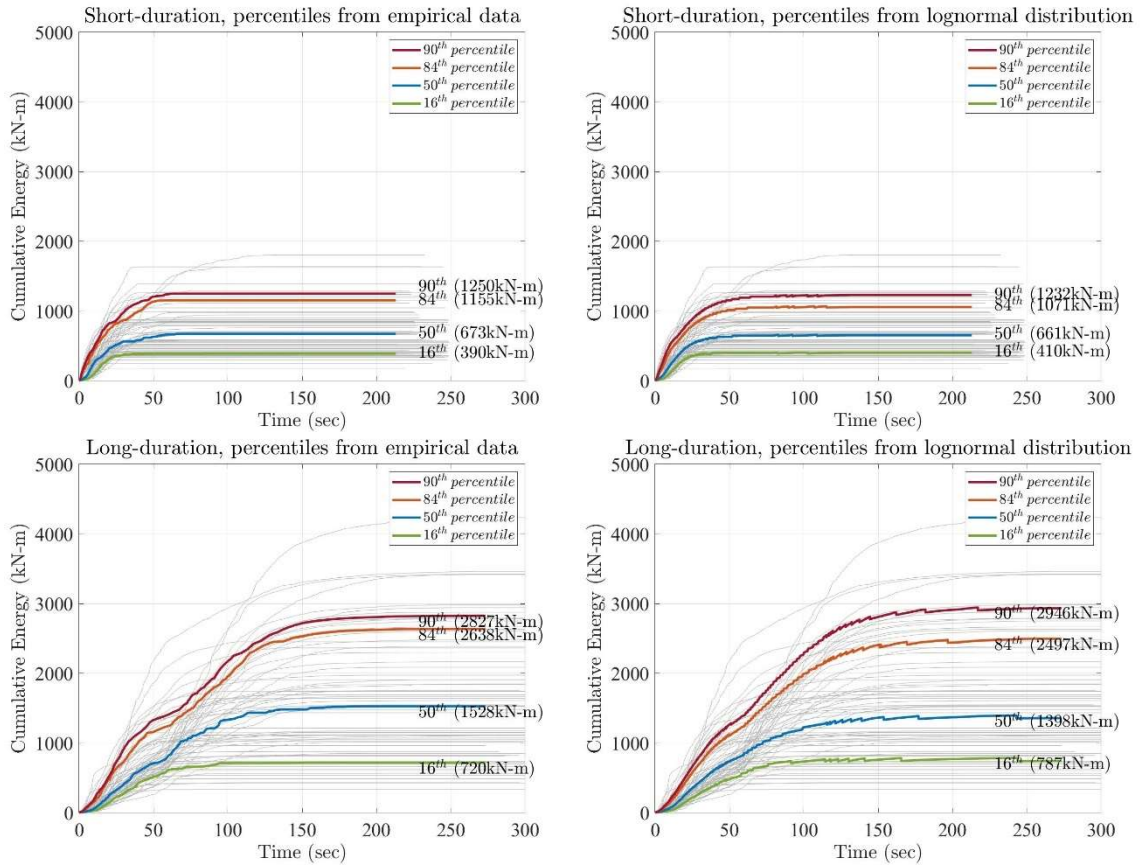 Short-duration, percentiles from empirical data
5000
4000
3000
2000
1000
0
Cumulative Energy (kN-m)
90th percentile
84th percentile
50th percentile
16th percentile
90th (1250kN-m)
84th (1155kN-m)
50th (673kN-m)
16th (390kN-m)
0 50 100 150 200 250 300
Time (sec)
Short-duration, percentiles from lognormal distribution
5000
4000
3000
2000
1000
0
Cumulative Energy (kN-m)
90th percentile
84th percentile
50th percentile
16th percentile
90th (1232kN-m)
84th (1071kN-m)
50th (661kN-m)
16th (410kN-m)
0 50 100 150 200 250 300
Time (sec)
Long-duration, percentiles from empirical data
5000
4000
3000
2000
1000
0
Cumulative Energy (kN-m)
90th percentile
84th percentile
50th percentile
16th percentile
90th (2827kN-m)
84th (2638kN-m)
50th (1528kN-m)
16th (720kN-m)
0 50 100 150 200 250 300
Time (sec)
Long-duration, percentiles from lognormal distribution
5000
4000
3000
2000
1000
0
Cumulative Energy (kN-m)
90th percentile
84th percentile
50th percentile
16th percentile
90th (2946kN-m)
84th (2497kN-m)
50th (1398kN-m)
16th (787kN-m)
0 50 100 150 200 250 300
Time (sec)